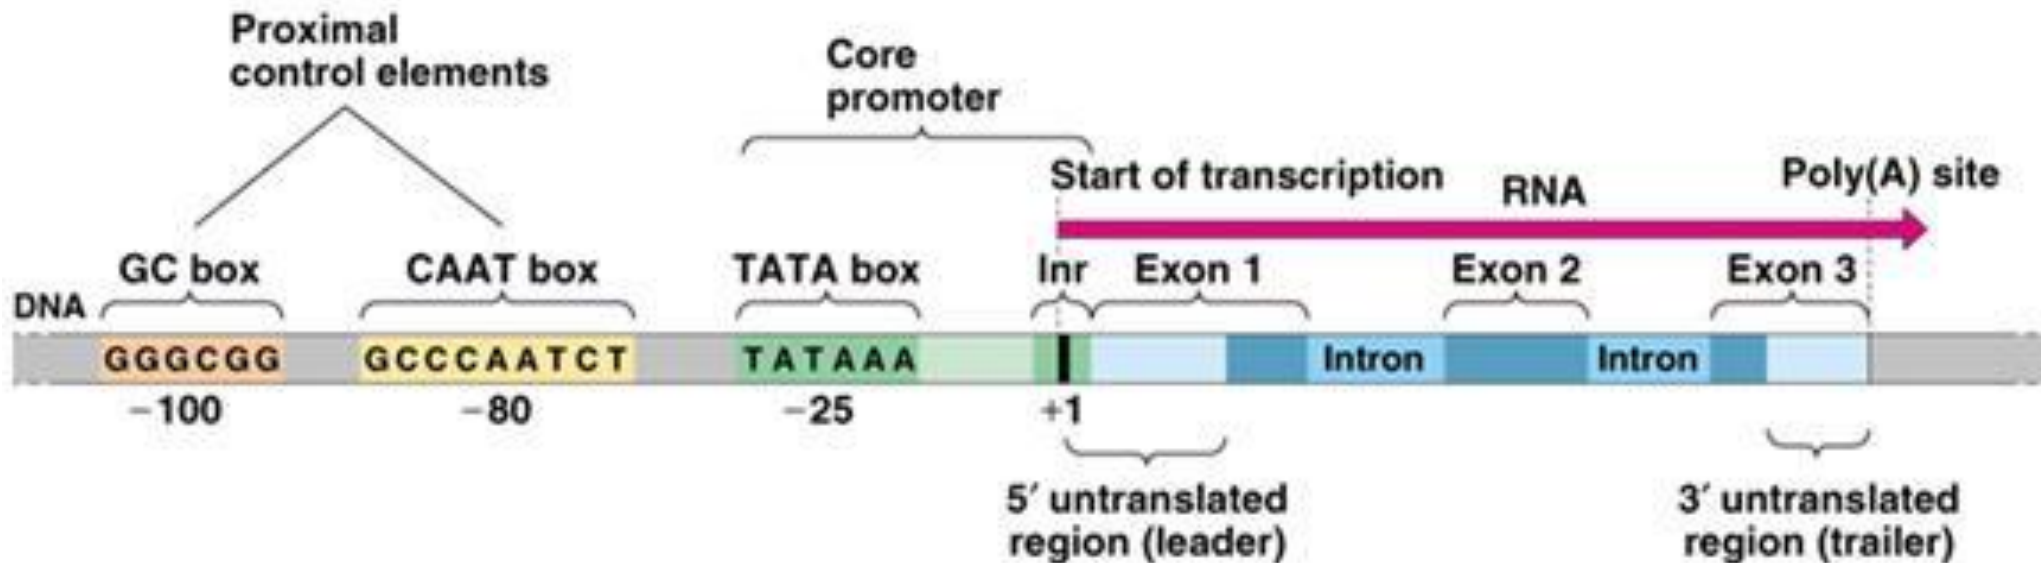 Proximal
control elements
Core
promoter
Start of transcription
RNA
Poly(A) site
GC box
CAAT box
TATA box
Inr
Exon 1
Exon 2
Exon 3
DNA
GGGCGG
GCCCAATCT
TATAAA
Intron
Intron
−100
−80
−25
+1
5′ untranslated
region (leader)
3′ untranslated
region (trailer)